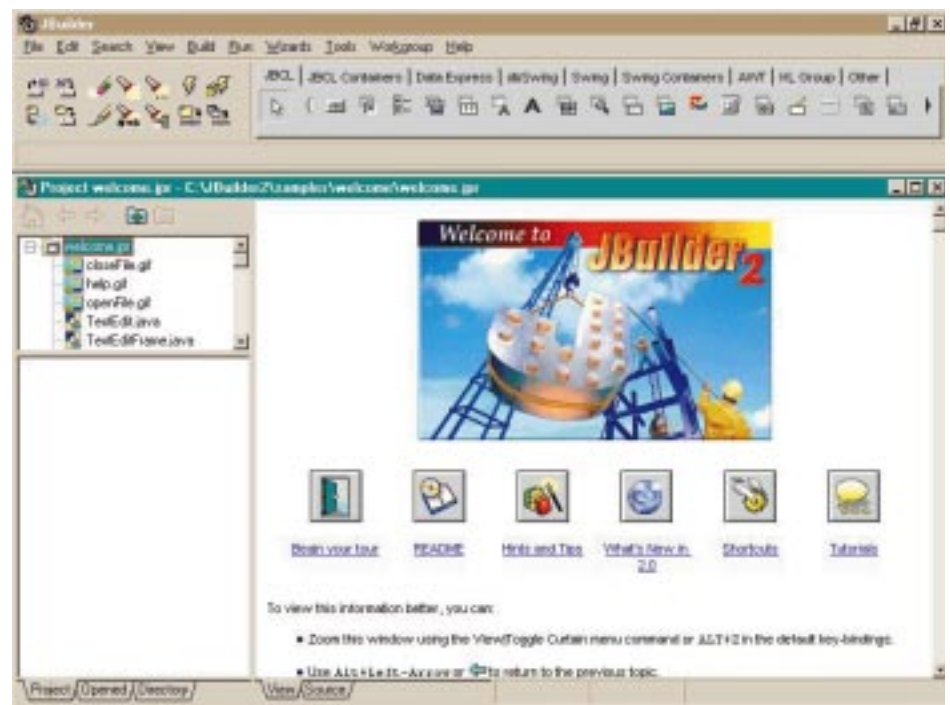 JBuilder
File Edit Search View Build Run Wizards Tools Workgroup Help
JBCL | JBCL Containers | Data Express | dbSwing | Swing | Swing Containers | AWT | KL Group | Other |
Project welcome.jpr - C:\JBuilder2\samples\welcome\welcome.jpr
welcome.jpr
closeFile.gif
help.gif
openFile.gif
TextEdit.java
TextEditFrame.java
Welcome to
JBuilder 2
Begin your tour
README
Hints and Tips
What's New in 2.0
Shortcuts
Tutorials
To view this information better, you can:
• Zoom this window using the View|Toggle Curtain menu command or ALT+Z in the default key-bindings.
• Use Alt+Left-Arrow or to return to the previous topic.
Project Opened Directory
View Source